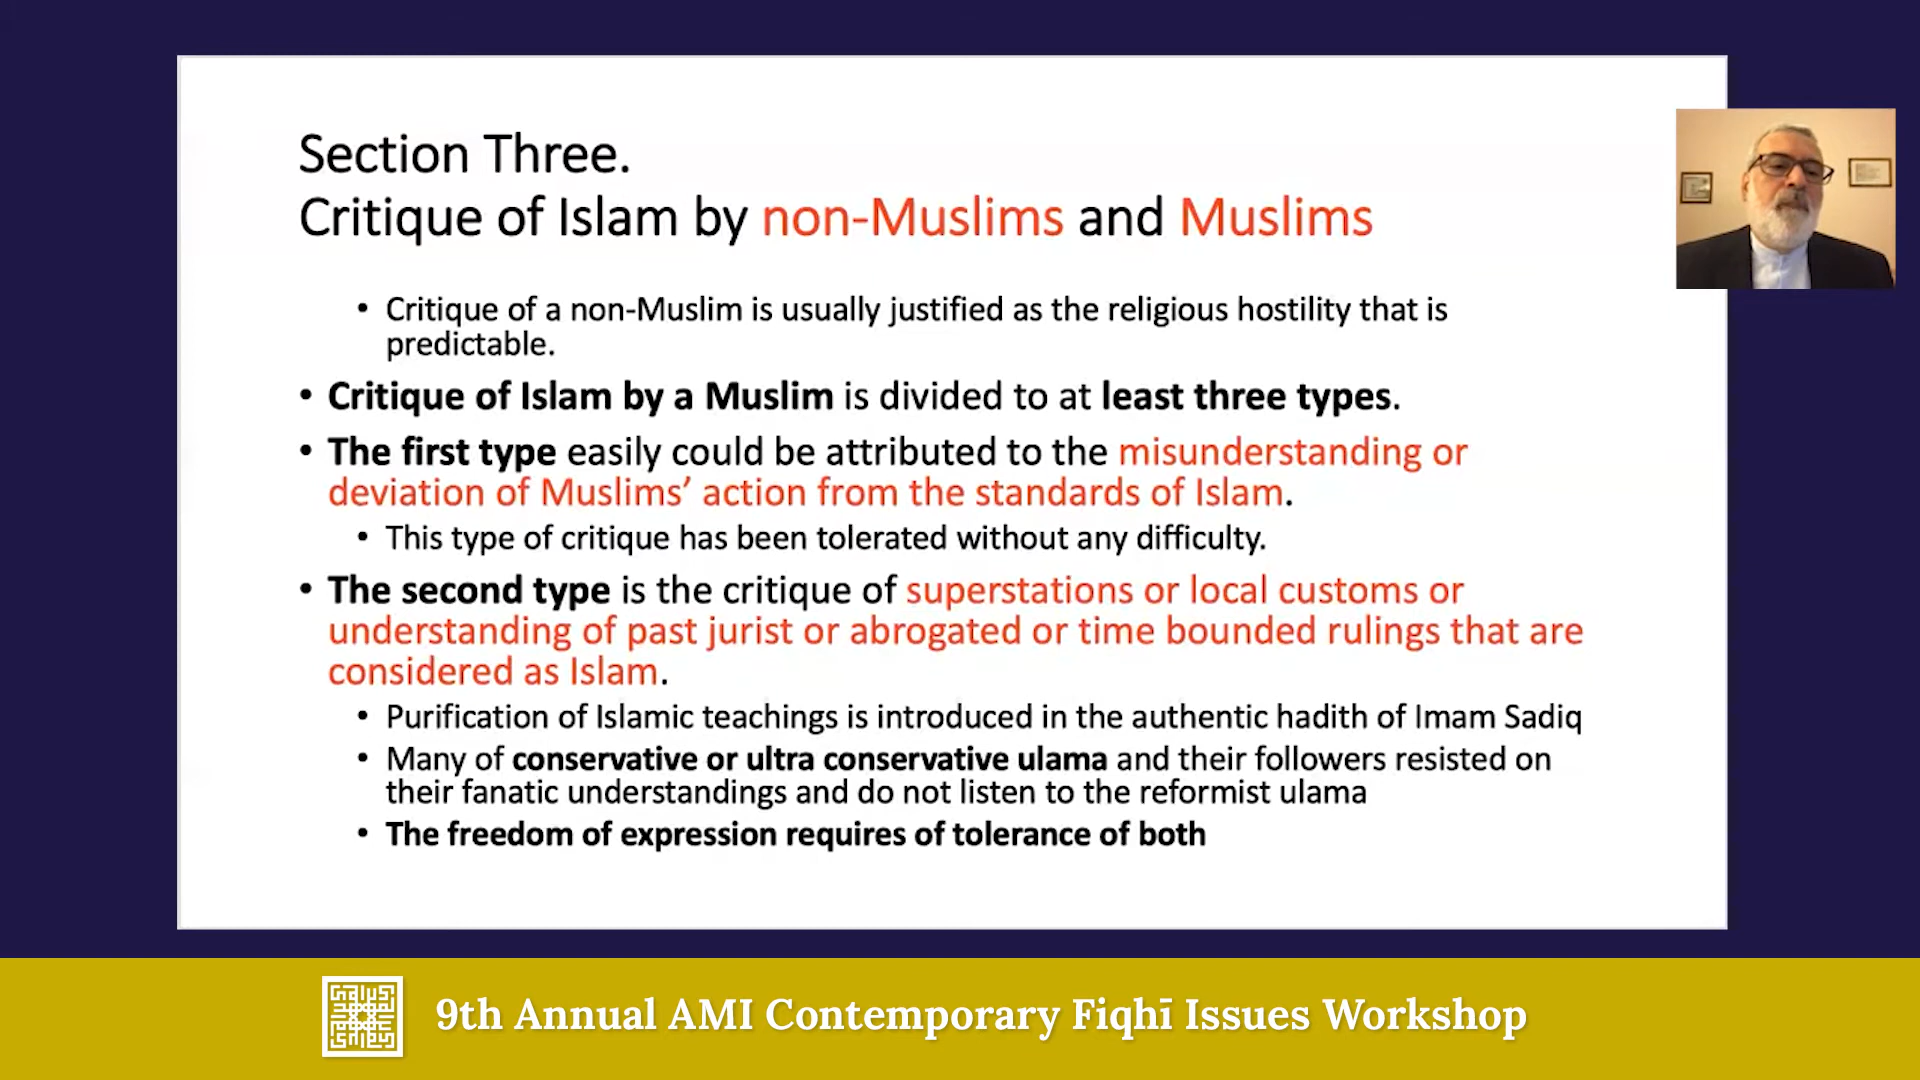 Section Three.
Critique of Islam by non-Muslims and Muslims
• Critique of a non-Muslim is usually justified as the religious hostility that is
predictable.
• Critique of Islam by a Muslim is divided to at least three types.
• The first type easily could be attributed to the misunderstanding or
deviation of Muslims’ action from the standards of Islam.
• This type of critique has been tolerated without any difficulty.
• The second type is the critique of superstations or local customs or
understanding of past jurist or abrogated or time bounded rulings that are
considered as Islam.
• Purification of Islamic teachings is introduced in the authentic hadith of Imam Sadiq
• Many of conservative or ultra conservative ulama and their followers resisted on
their fanatic understandings and do not listen to the reformist ulama
• The freedom of expression requires of tolerance of both
9th Annual AMI Contemporary Fiqhī Issues Workshop